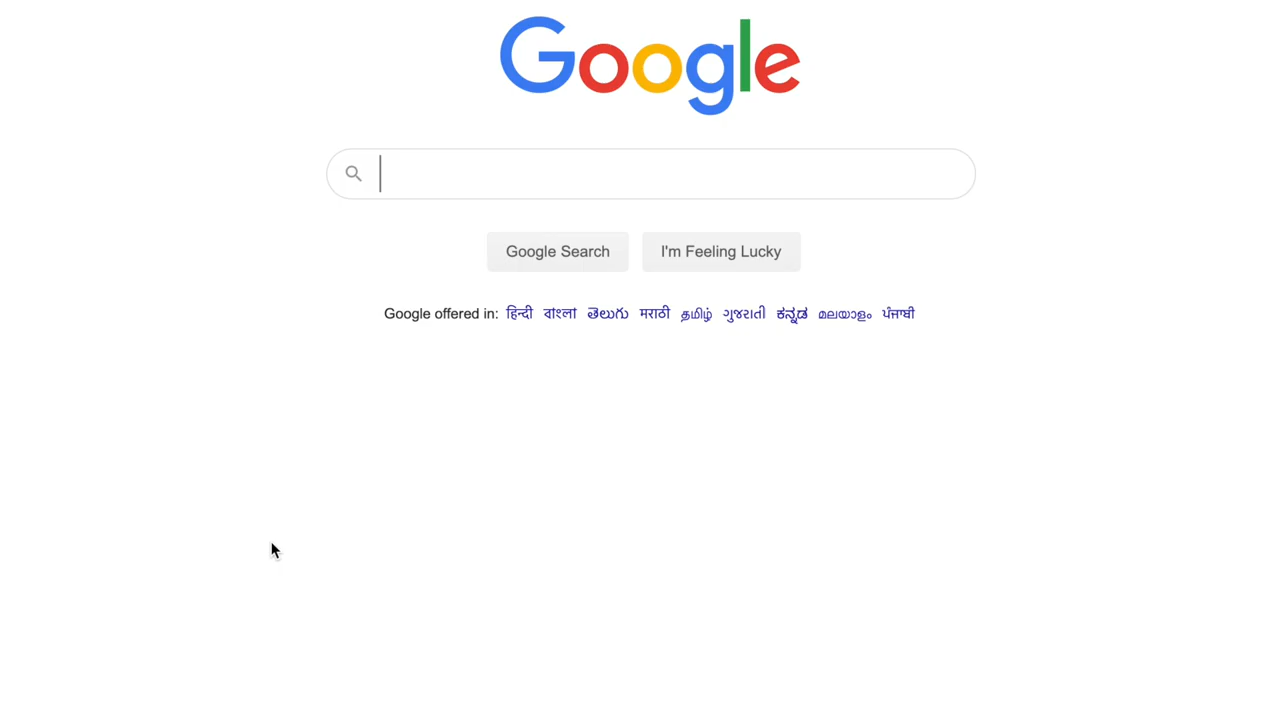 Google
Google Search
I'm Feeling Lucky
Google offered in: हिन्दी বাংলা తెలుగు मराठी தமிழ் ગુજરાતી ಕನ್ನಡ മലയാളം ਪੰਜਾਬੀ